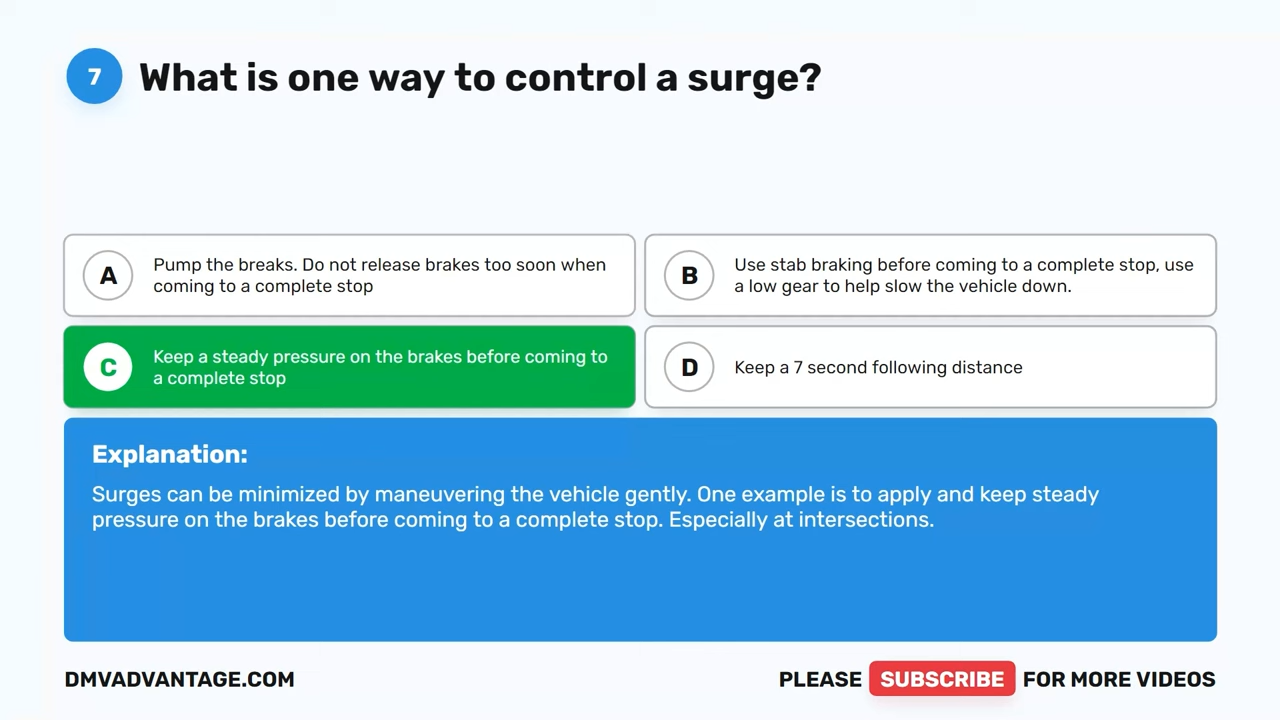 7 What is one way to control a surge?
A Pump the breaks. Do not release brakes too soon when
coming to a complete stop
B Use stab braking before coming to a complete stop, use
a low gear to help slow the vehicle down.
C Keep a steady pressure on the brakes before coming to
a complete stop
D Keep a 7 second following distance
Explanation:
Surges can be minimized by maneuvering the vehicle gently. One example is to apply and keep steady
pressure on the brakes before coming to a complete stop. Especially at intersections.
DMVADVANTAGE.COM
PLEASE SUBSCRIBE FOR MORE VIDEOS